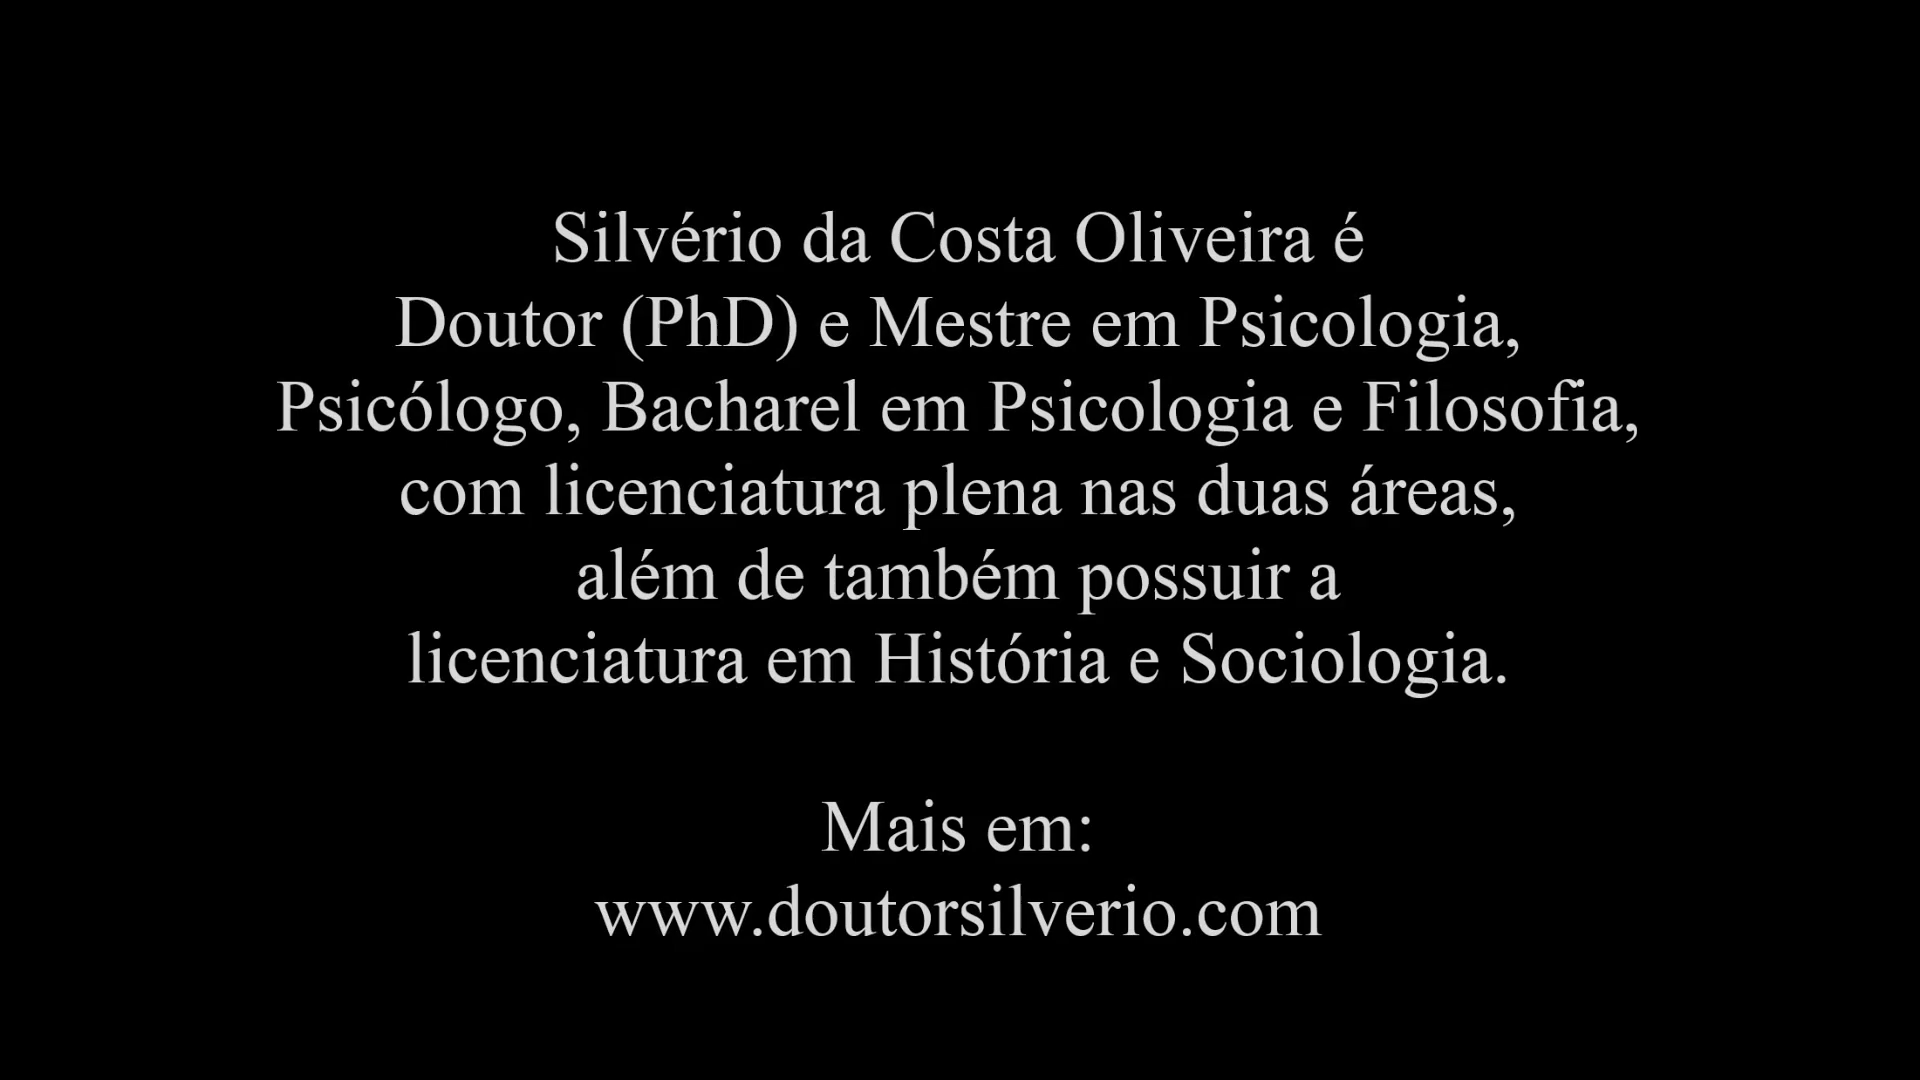 Silvério da Costa Oliveira é
Doutor (PhD) e Mestre em Psicologia,
Psicólogo, Bacharel em Psicologia e Filosofia,
com licenciatura plena nas duas áreas,
além de também possuir a
licenciatura em História e Sociologia.
Mais em:
www.doutorsilverio.com